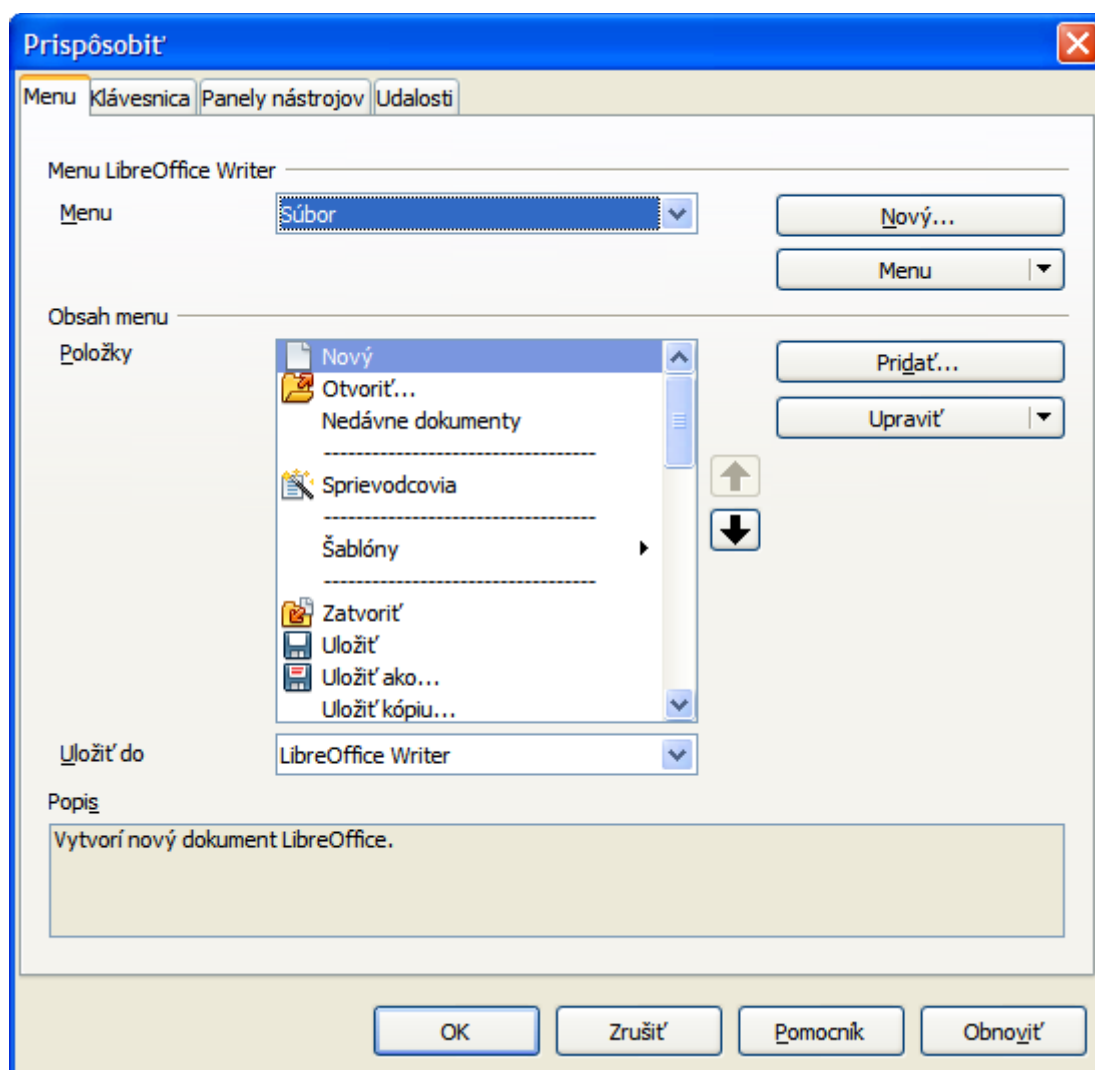 Prispôsobiť
Menu Klávesnica Panely nástrojov Udalosti
Menu LibreOffice Writer
Menu Súbor Nový...
Menu
Obsah menu
Položky Nový Pridať...
Otvoriť...
Nedávne dokumenty Upraviť
---------------------------------
Sprievodcovia
---------------------------------
Šablóny
---------------------------------
Zatvoriť
Uložiť
Uložiť ako...
Uložiť kópiu...
Uložiť do LibreOffice Writer
Popis
Vytvorí nový dokument LibreOffice.
OK Zrušiť Pomocník Obnoviť